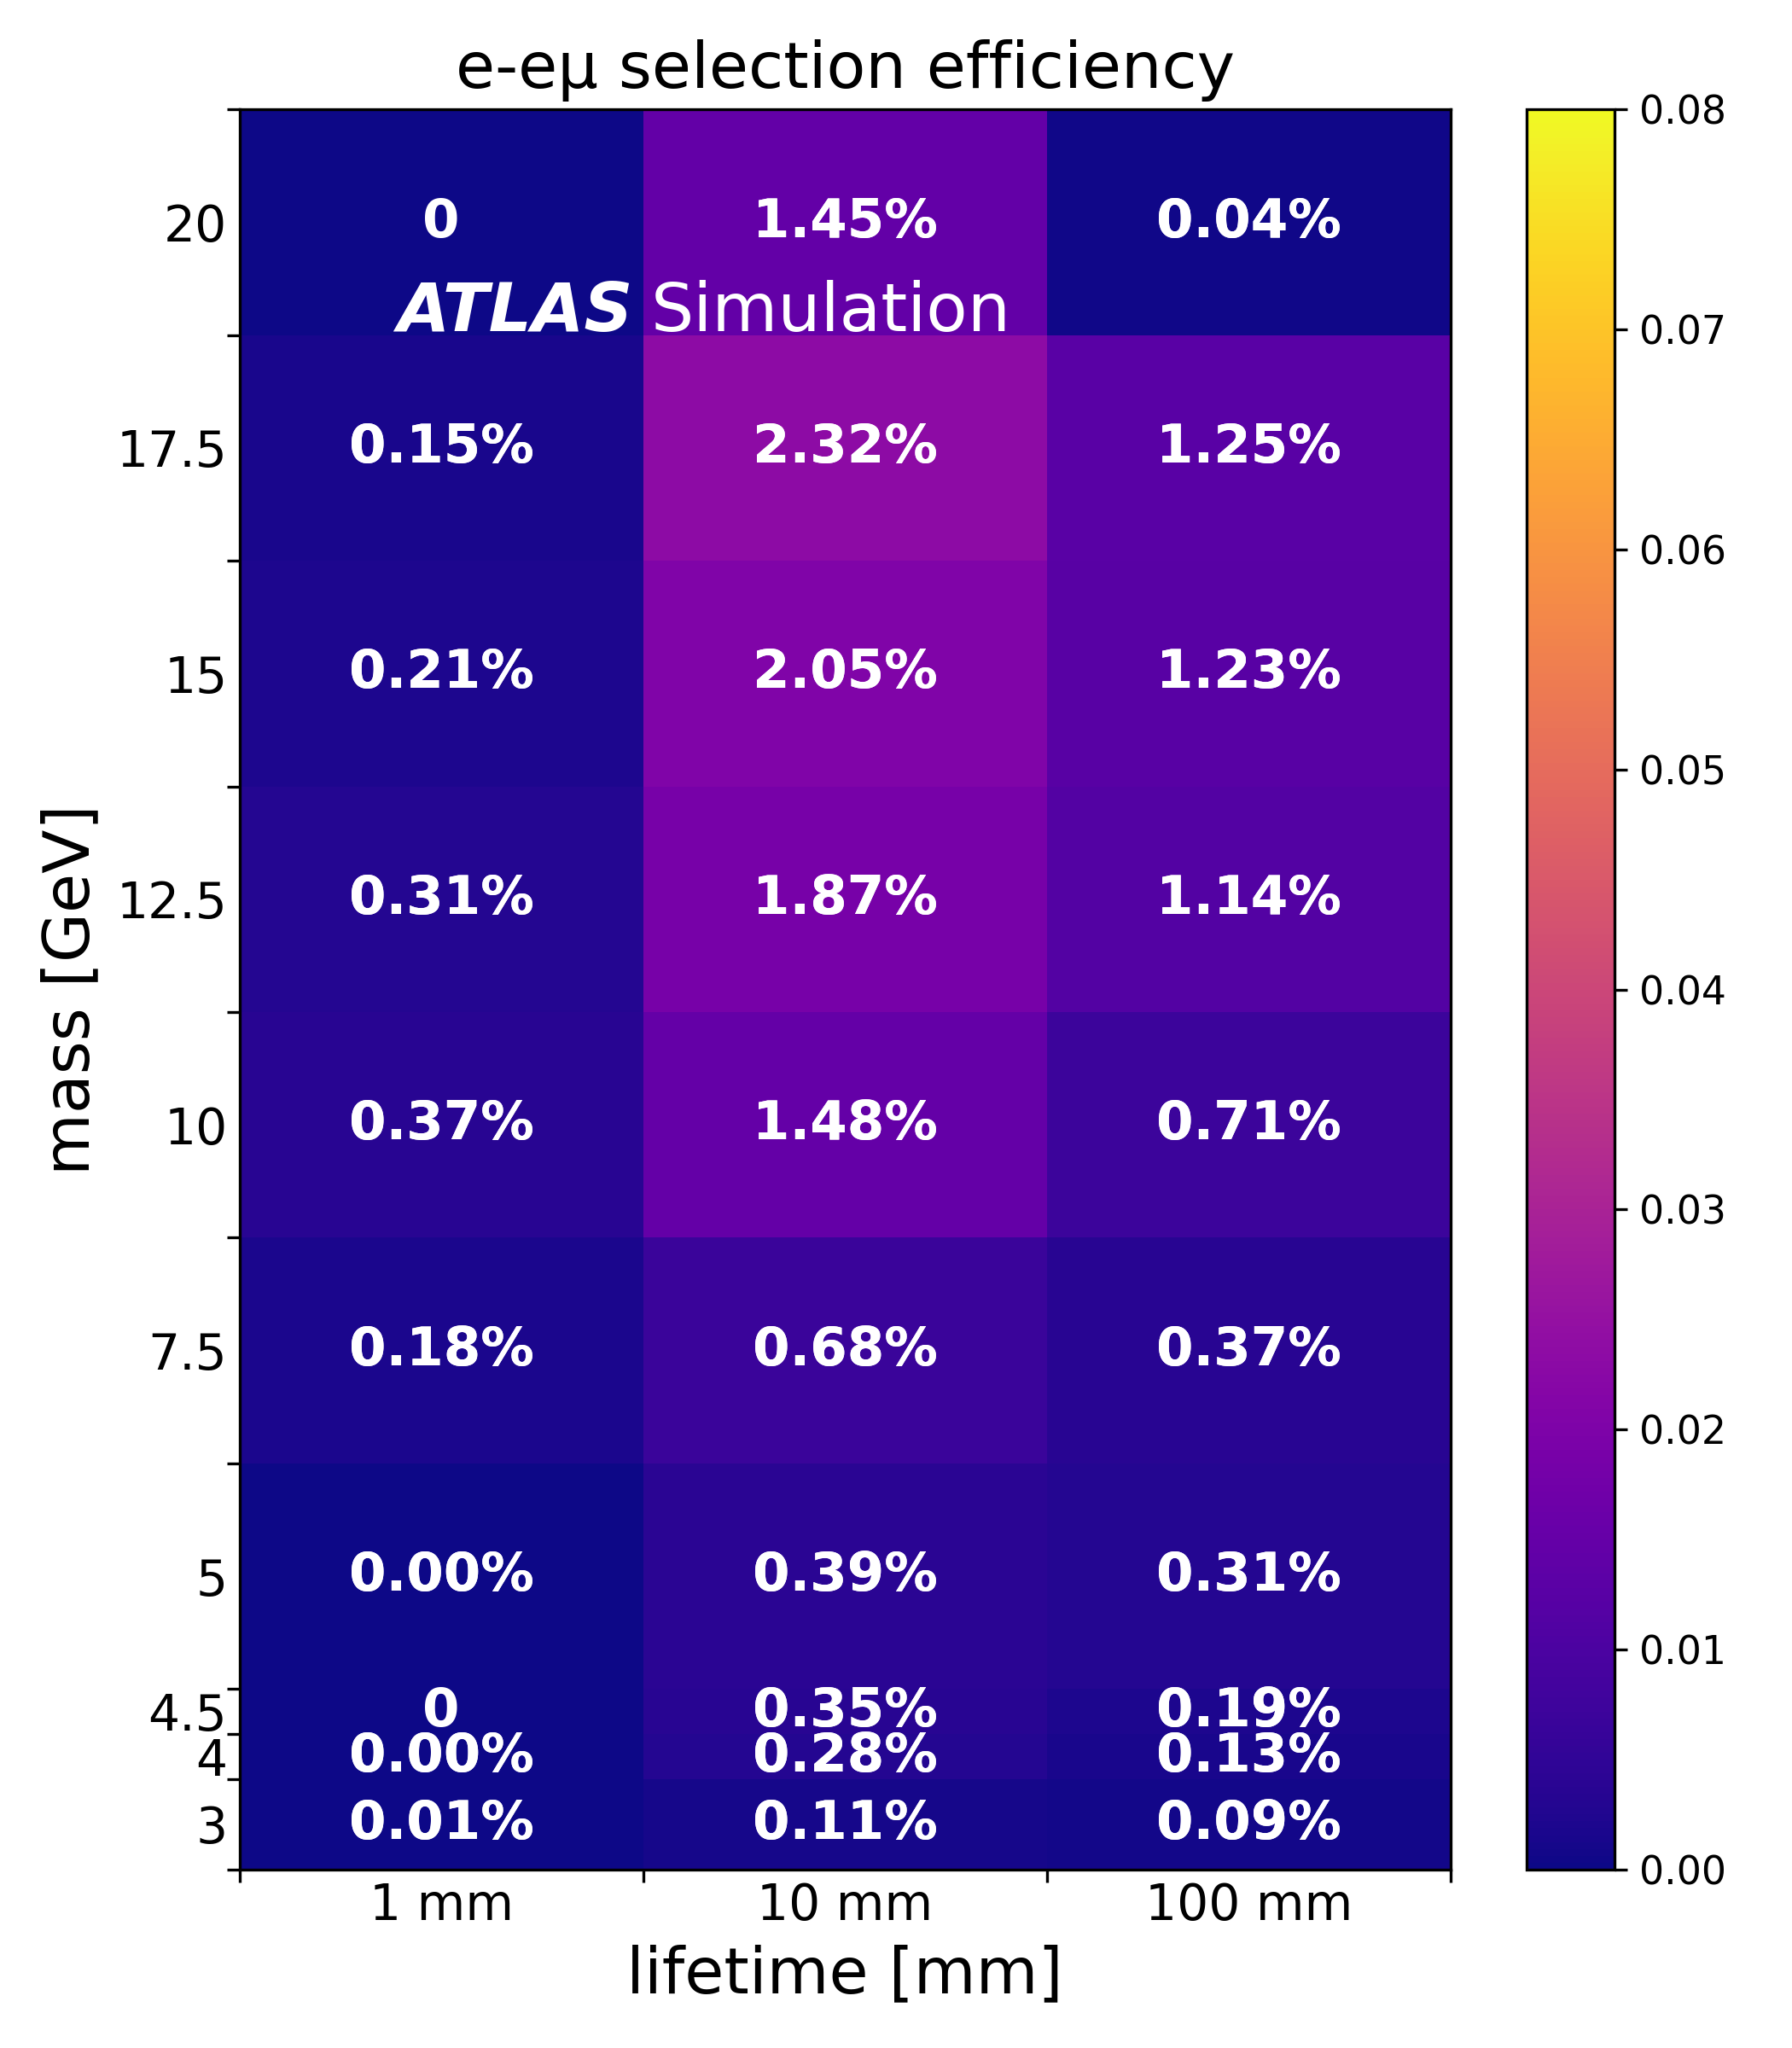 e-eμ selection efficiency
0.08
20 0 1.45% 0.04%
ATLAS Simulation
0.07
17.5 0.15% 2.32% 1.25%
0.06
15 0.21% 2.05% 1.23%
0.05
12.5 0.31% 1.87% 1.14%
0.04
mass [GeV]
10 0.37% 1.48% 0.71%
0.03
7.5 0.18% 0.68% 0.37%
0.02
5 0.00% 0.39% 0.31%
0.01
4.5 0 0.35% 0.19%
4 0.00% 0.28% 0.13%
3 0.01% 0.11% 0.09%
0.00
1 mm 10 mm 100 mm
lifetime [mm]